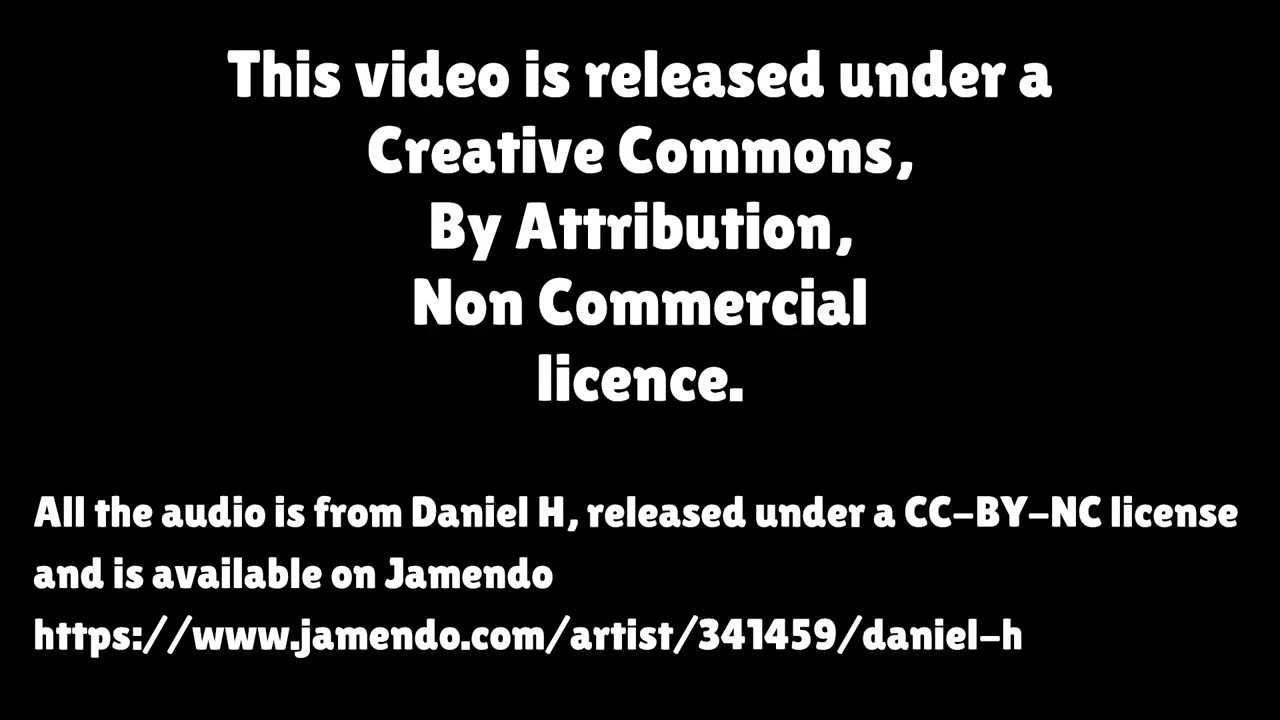 This video is released under a
Creative Commons,
By Attribution,
Non Commercial
licence.
All the audio is from Daniel H, released under a CC-BY-NC license
and is available on Jamendo
https://www.jamendo.com/artist/341459/daniel-h